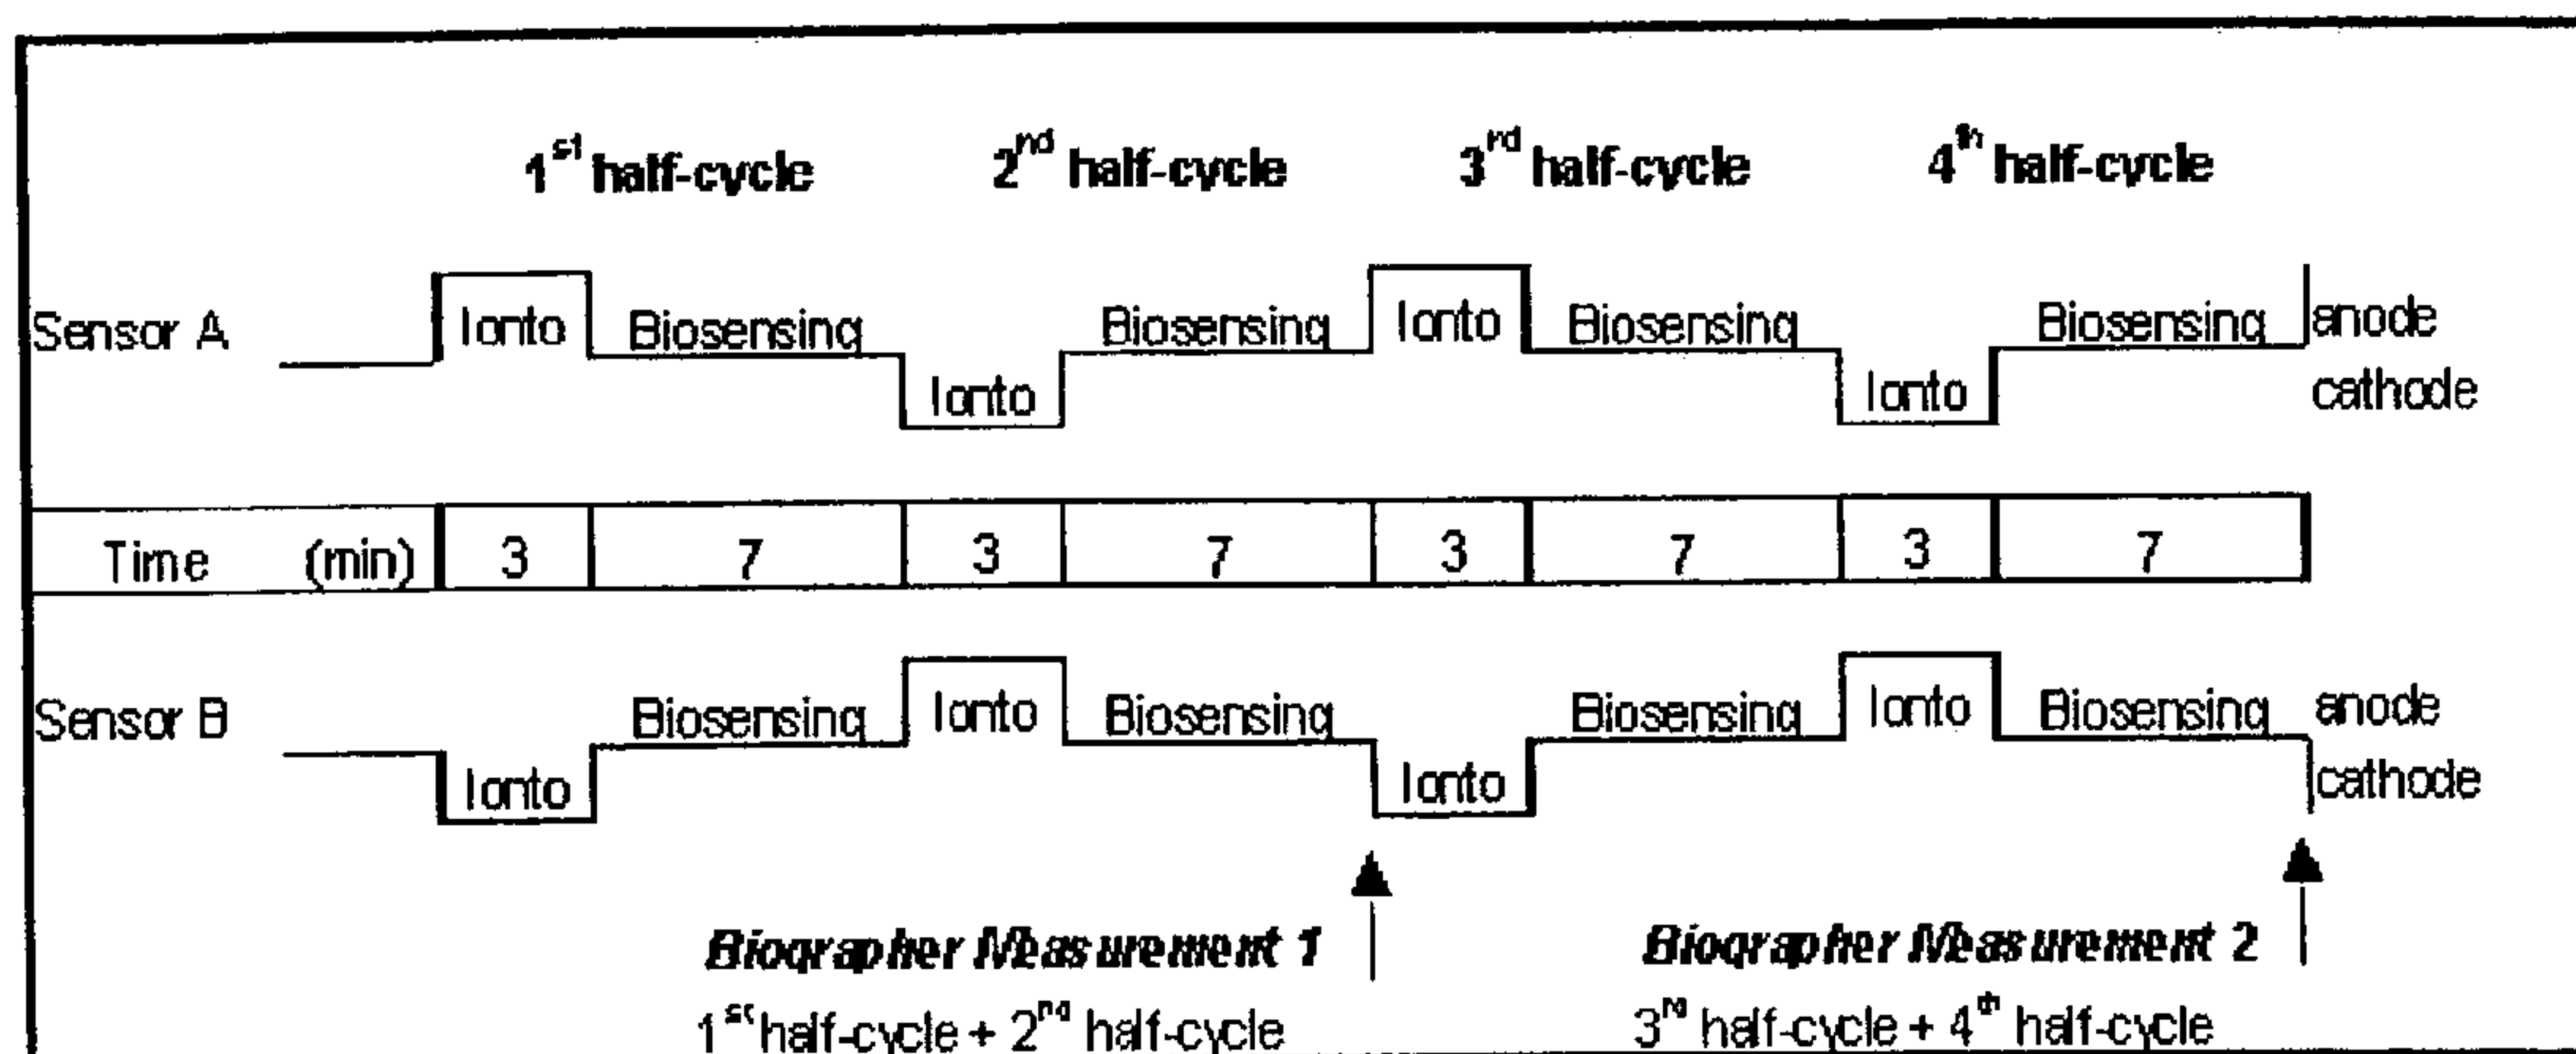 1st half-cycle 2nd half-cycle 3rd half-cycle 4th half-cycle
Sensor A Ionto Biosensing Biosensing Ionto Biosensing Biosensing anode
Ionto Ionto cathode
Time (min) 3 7 3 7 3 7 3 7
Sensor B Biosensing Ionto Biosensing Biosensing Ionto Biosensing anode
Ionto Ionto cathode
Biographer Measurement 1 Biographer Measurement 2
1st half-cycle + 2nd half-cycle 3rd half-cycle + 4th half-cycle